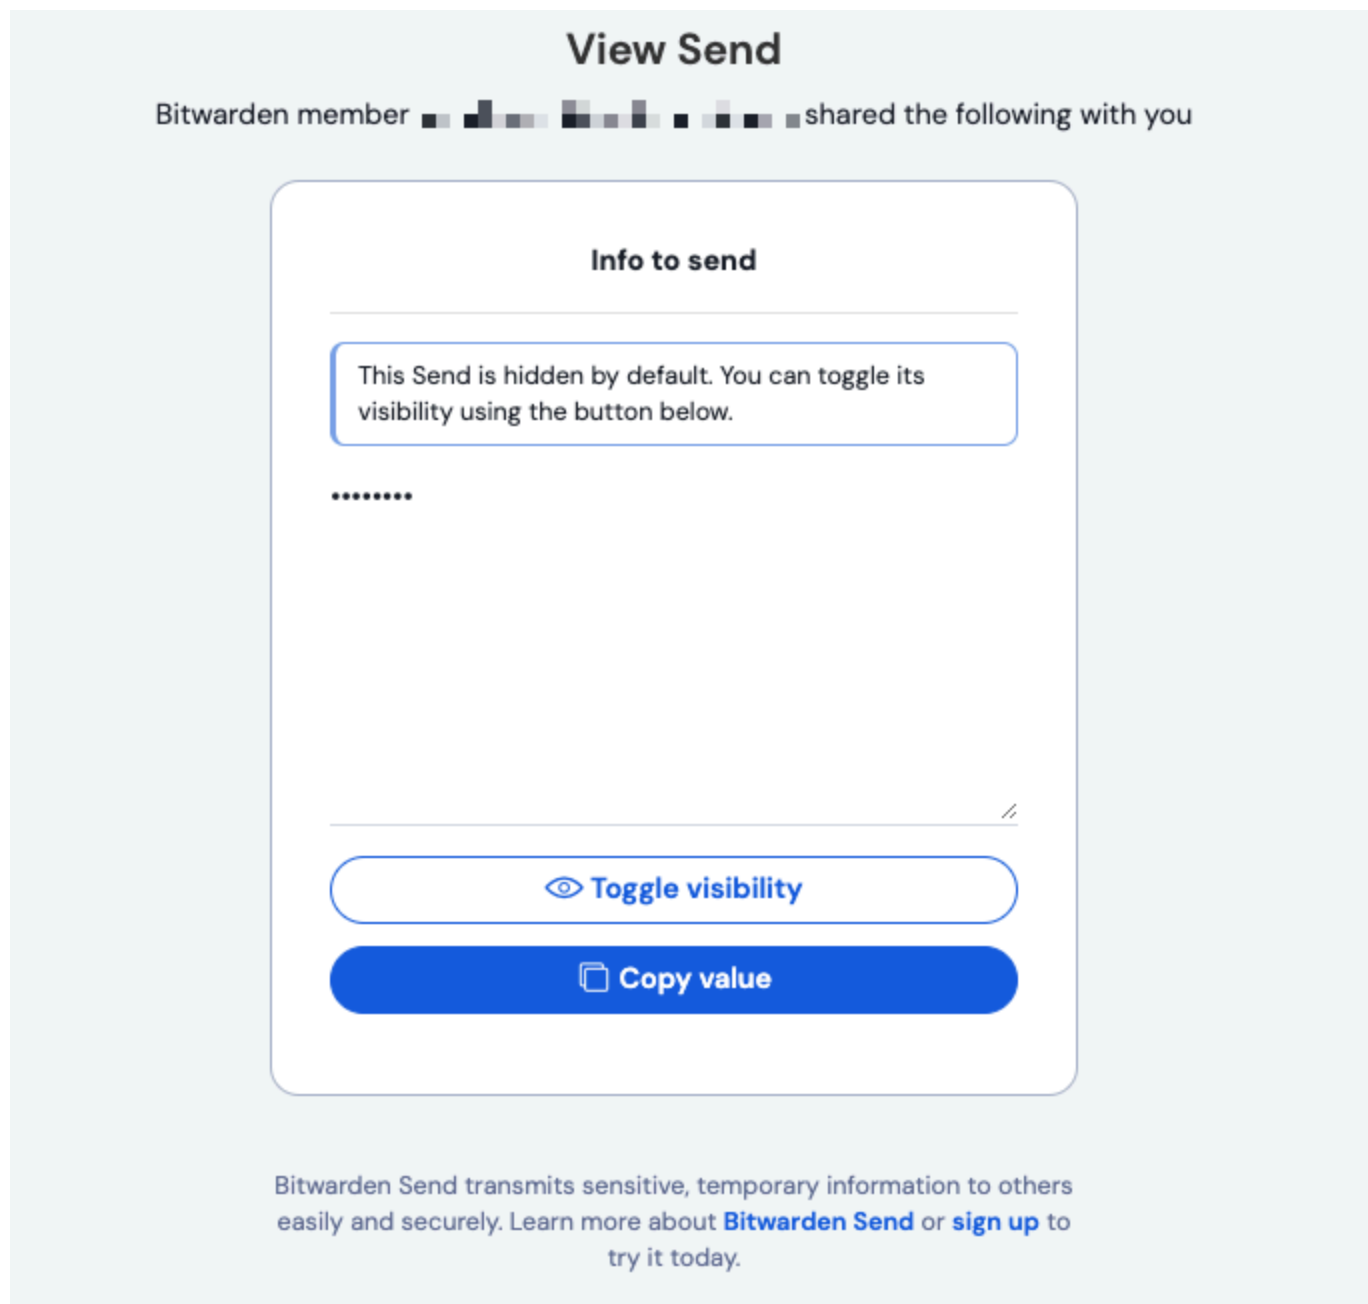 View Send
Bitwarden member shared the following with you
Info to send
This Send is hidden by default. You can toggle its
visibility using the button below.
••••••••
Toggle visibility
Copy value
Bitwarden Send transmits sensitive, temporary information to others
easily and securely. Learn more about Bitwarden Send or sign up to
try it today.